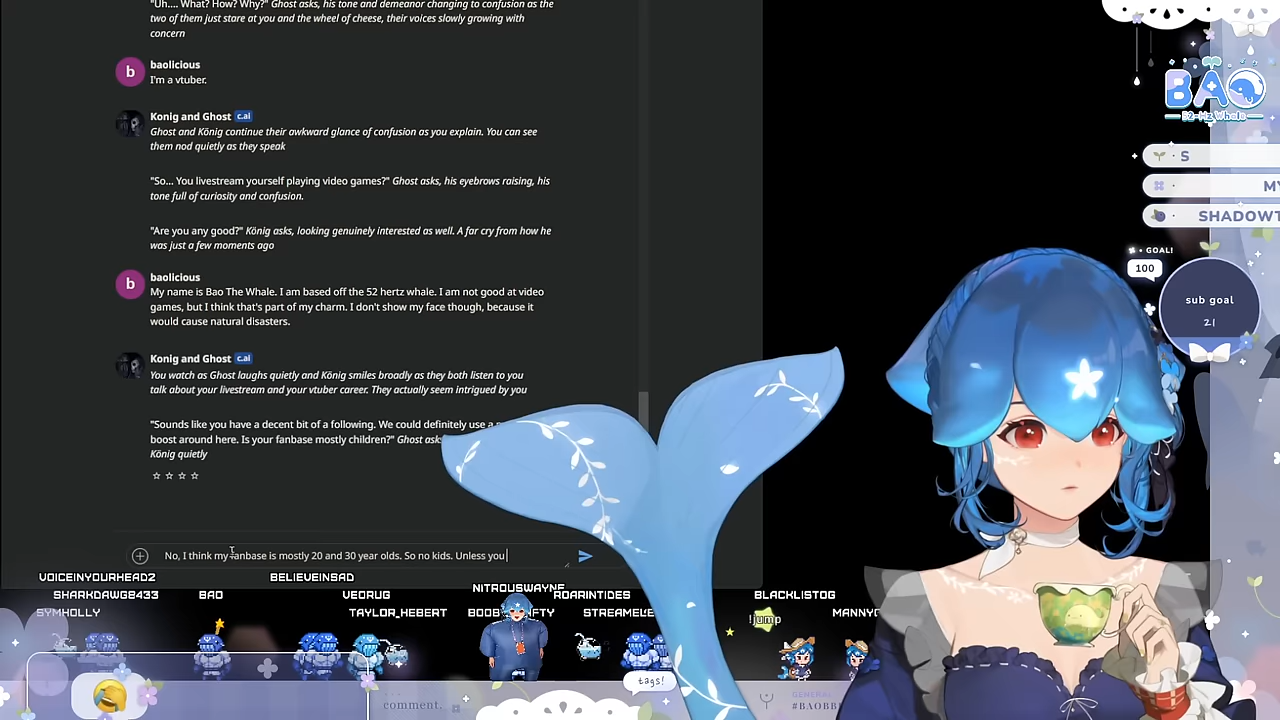 "Uh.... What? How? Why?" Ghost asks, his tone and demeanor changing to confusion as the
two of them just stare at you and the wheel of cheese, their voices slowly growing with
concern
b
baolicious
I'm a vtuber.
Konig and Ghost c.ai
Ghost and König continue their awkward glance of confusion as you explain. You can see
them nod quietly as they speak
"So... You livestream yourself playing video games?" Ghost asks, his eyebrows raising, his
tone full of curiosity and confusion.
"Are you any good?" König asks, looking genuinely interested as well. A far cry from how he
was just a few moments ago
b
baolicious
My name is Bao The Whale. I am based off the 52 hertz whale. I am not good at video
games, but I think that's part of my charm. I don't show my face though, because it
would cause natural disasters.
Konig and Ghost c.ai
You watch as Ghost laughs quietly and König smiles broadly as they both listen to you
talk about your livestream and your vtuber career. They actually seem intrigued by you
"Sounds like you have a decent bit of a following. We could definitely use a
boost around here. Is your fanbase mostly children?" Ghost
König quietly
No, I think my fanbase is mostly 20 and 30 year olds. So no kids. Unless you
BAO
52-Hz Whale
S
MY
SHADOWT
GOAL!
100
sub goal
21
VOICEINYOURHEAD2
BELIEVEINSAD
NITROUSWAYNE
SHARKDAWG8433
BAO
VEDRUG
ROARINTIDES
BLACKLISTOG
SYMHOLLY
TAYLOR_HEBERT
STREAMELE
!jump
tags!
comment.
GENERAL